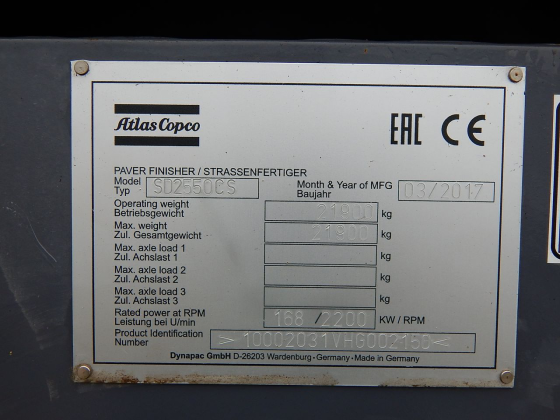 Atlas Copco
EAC CE
PAVER FINISHER / STRASSENFERTIGER
Model
Typ
SD2550CS
Month & Year of MFG
Baujahr
03/2017
Operating weight
Betriebsgewicht
21900 kg
Max. weight
Zul. Gesamtgewicht
21900 kg
Max. axle load 1
Zul. Achslast 1
kg
Max. axle load 2
Zul. Achslast 2
kg
Max. axle load 3
Zul. Achslast 3
kg
Rated power at RPM
Leistung bei U/min
168 /2200 KW / RPM
Product Identification
Number
>10002031VHG002150<
Dynapac GmbH D-26203 Wardenburg - Germany - Made in Germany